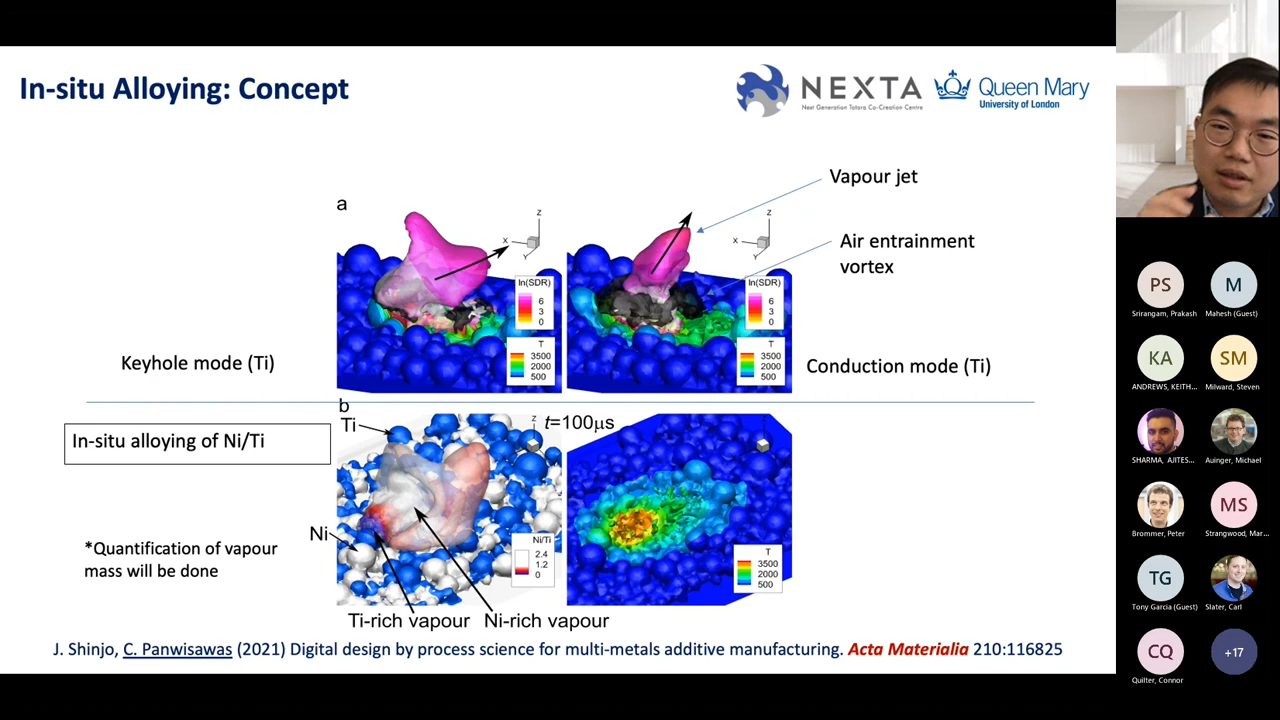 In-situ Alloying: Concept
NEXTA
Next Generation Tatara Co-Creation Centre
Queen Mary
University of London
Vapour jet
Air entrainment
vortex
a
z
x
Y
ln(SDR)
6
3
0
T
3500
2000
500
z
x
Y
ln(SDR)
6
3
0
T
3500
2000
500
Keyhole mode (Ti)
Conduction mode (Ti)
b
Ti
z
t=100μs
In-situ alloying of Ni/Ti
Ni
*Quantification of vapour
mass will be done
Ni/Ti
2.4
1.2
0
T
3500
2000
500
Ti-rich vapour
Ni-rich vapour
J. Shinjo, C. Panwisawas (2021) Digital design by process science for multi-metals additive manufacturing. Acta Materialia 210:116825
PS
Srirangam, Prakash
M
Mahesh (Guest)
KA
ANDREWS, KEITH...
SM
Milward, Steven
SHARMA, AJITES...
Auinger, Michael
Brommer, Peter
MS
Strangwood, Mar...
TG
Tony Garcia (Guest)
Slater, Carl
CQ
Quilter, Connor
+17